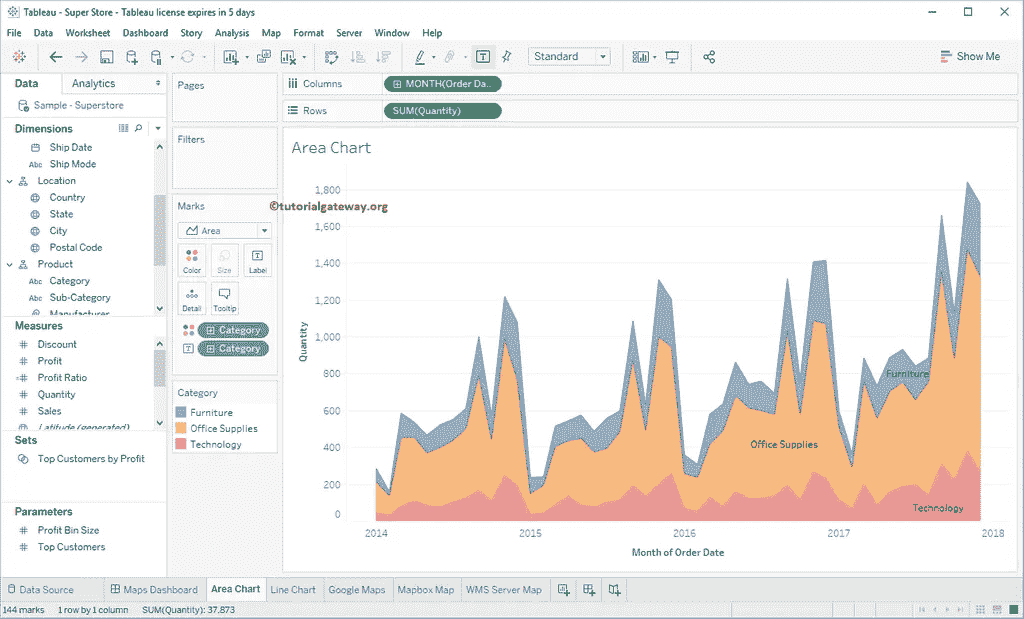 Tableau - Super Store - Tableau license expires in 5 days
File Data Worksheet Dashboard Story Analysis Map Format Server Window Help
Standard
Show Me
Data Analytics
Sample - Superstore
Dimensions
Ship Date
Abc Ship Mode
Location
Country
State
City
Postal Code
Product
Abc Category
Abc Sub-Category
Manufacturer
Measures
Discount
Profit
Profit Ratio
Quantity
Sales
Latitude (generated)
Sets
Top Customers by Profit
Parameters
Profit Bin Size
Top Customers
Pages
Filters
Marks
Area
Color Size Label
Detail Tooltip
Category
Category
Category
Furniture
Office Supplies
Technology
Columns MONTH(Order Da..
Rows SUM(Quantity)
Area Chart
©tutorialgateway.org
1,800
1,600
1,400
1,200
1,000
800
600
400
200
0
Quantity
Furniture
Office Supplies
Technology
2014 2015 2016 2017 2018
Month of Order Date
Data Source Maps Dashboard Area Chart Line Chart Google Maps Mapbox Map WMS Server Map
144 marks 1 row by 1 column SUM(Quantity): 37,873